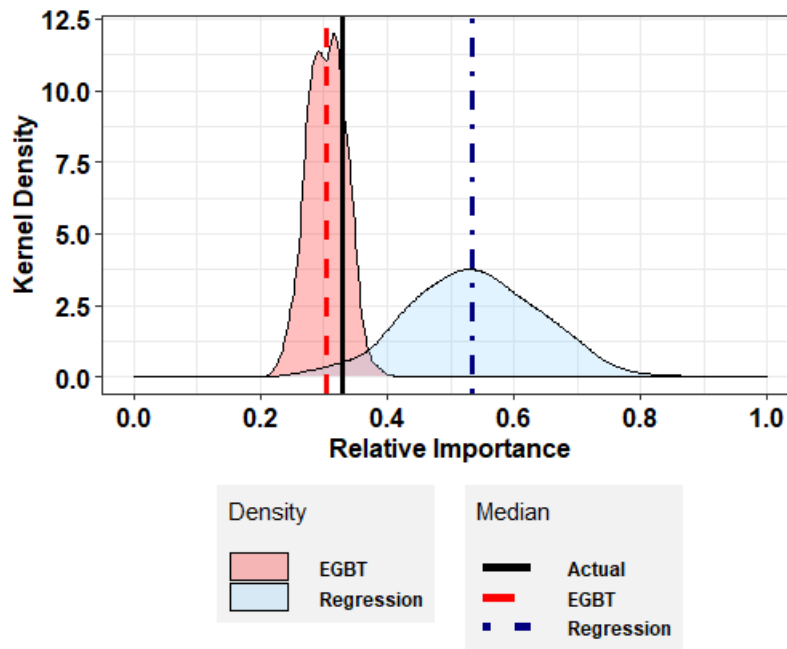 12.5
10.0
7.5
5.0
2.5
0.0
Kernel Density
0.0 0.2 0.4 0.6 0.8 1.0
Relative Importance
Density
EGBT
Regression
Median
Actual
EGBT
Regression